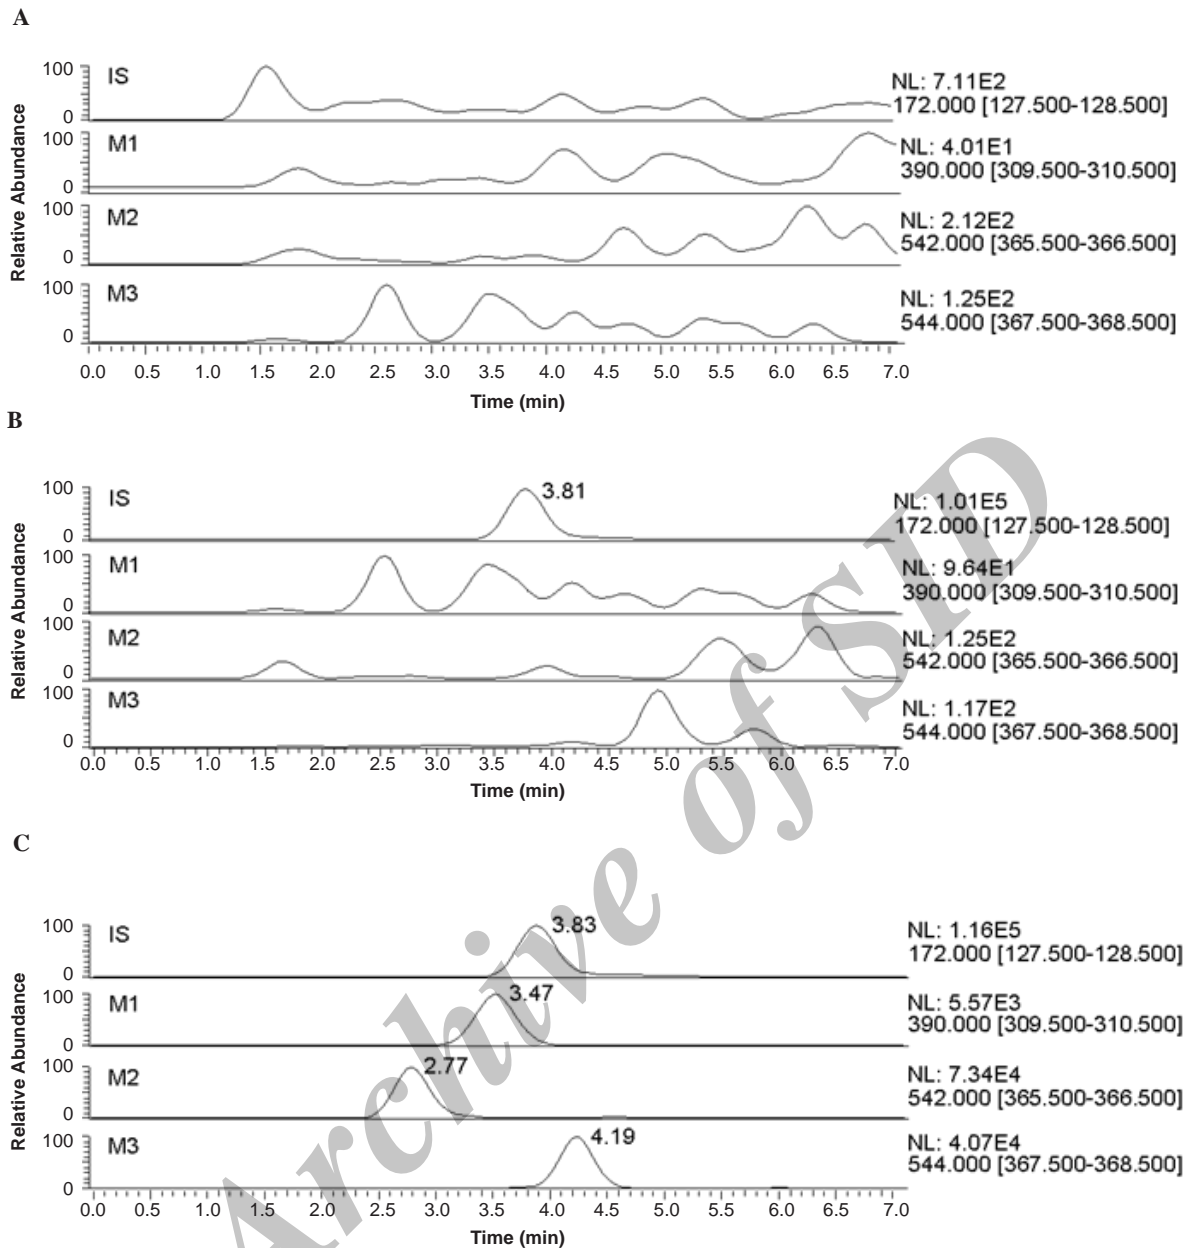 A
Relative Abundance
100
0
IS
NL: 7.11E2
172.000 [127.500-128.500]
100
0
M1
NL: 4.01E1
390.000 [309.500-310.500]
100
0
M2
NL: 2.12E2
542.000 [365.500-366.500]
100
0
M3
NL: 1.25E2
544.000 [367.500-368.500]
0.0 0.5 1.0 1.5 2.0 2.5 3.0 3.5 4.0 4.5 5.0 5.5 6.0 6.5 7.0
Time (min)
B
Relative Abundance
100
0
IS
3.81
NL: 1.01E5
172.000 [127.500-128.500]
100
0
M1
NL: 9.64E1
390.000 [309.500-310.500]
100
0
M2
NL: 1.25E2
542.000 [365.500-366.500]
100
0
M3
NL: 1.17E2
544.000 [367.500-368.500]
0.0 0.5 1.0 1.5 2.0 2.5 3.0 3.5 4.0 4.5 5.0 5.5 6.0 6.5 7.0
Time (min)
C
Relative Abundance
100
0
IS
3.83
NL: 1.16E5
172.000 [127.500-128.500]
100
0
M1
3.47
NL: 5.57E3
390.000 [309.500-310.500]
100
0
M2
2.77
NL: 7.34E4
542.000 [365.500-366.500]
100
0
M3
4.19
NL: 4.07E4
544.000 [367.500-368.500]
0.0 0.5 1.0 1.5 2.0 2.5 3.0 3.5 4.0 4.5 5.0 5.5 6.0 6.5 7.0
Time (min)
Archive of SID